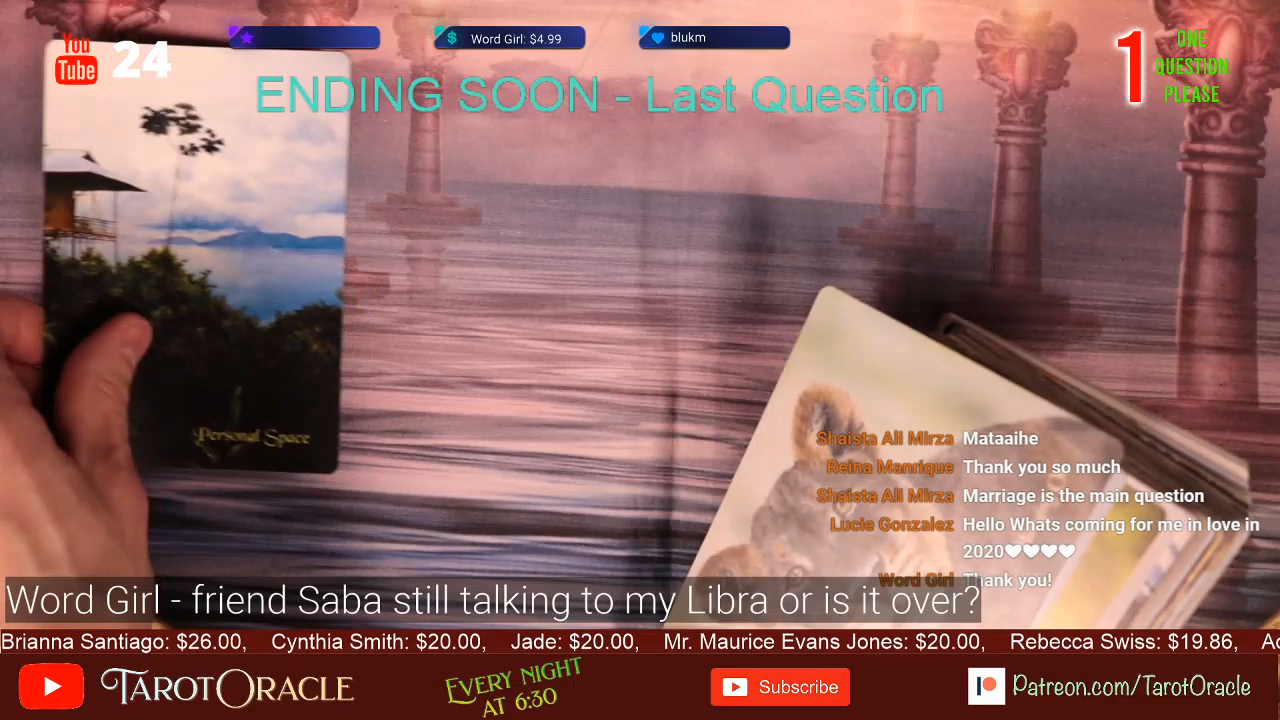 You
Tube
24
Word Girl: $4.99
blukm
1
ONE
QUESTION
PLEASE
ENDING SOON - Last Question
Personal Space
Shaista Ali Mirza Mataaihe
Reina Manrique Thank you so much
Shaista Ali Mirza Marriage is the main question
Lucie Gonzalez Hello Whats coming for me in love in
2020🤍🤍🤍🤍
Word Girl Thank you!
Word Girl - friend Saba still talking to my Libra or is it over?
Brianna Santiago: $26.00, Cynthia Smith: $20.00, Jade: $20.00, Mr. Maurice Evans Jones: $20.00, Rebecca Swiss: $19.86,
TAROTORACLE
EVERY NIGHT
AT 6:30
Subscribe
Patreon.com/TarotOracle